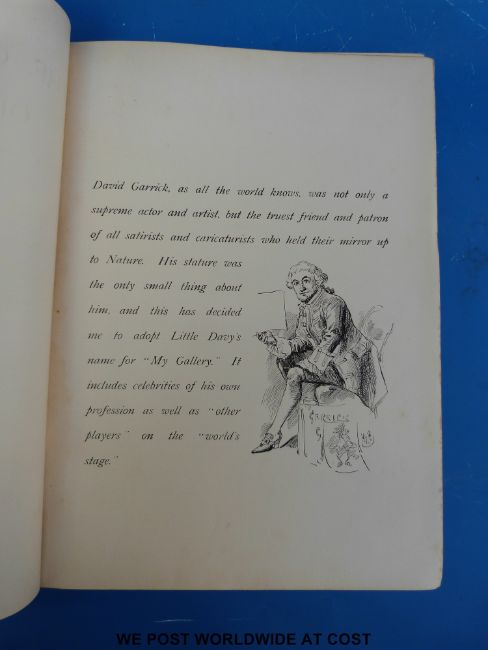 David Garrick, as all the world knows, was not only a
supreme actor and artist, but the truest friend and patron
of all satirists and caricaturists who held their mirror up
to Nature. His stature was
the only small thing about
him, and this has decided
me to adopt Little Davy's
name for "My Gallery." It
includes celebrities of his own
profession as well as "other
players" on the "world's
stage."
GARRICK
WE POST WORLDWIDE AT COST